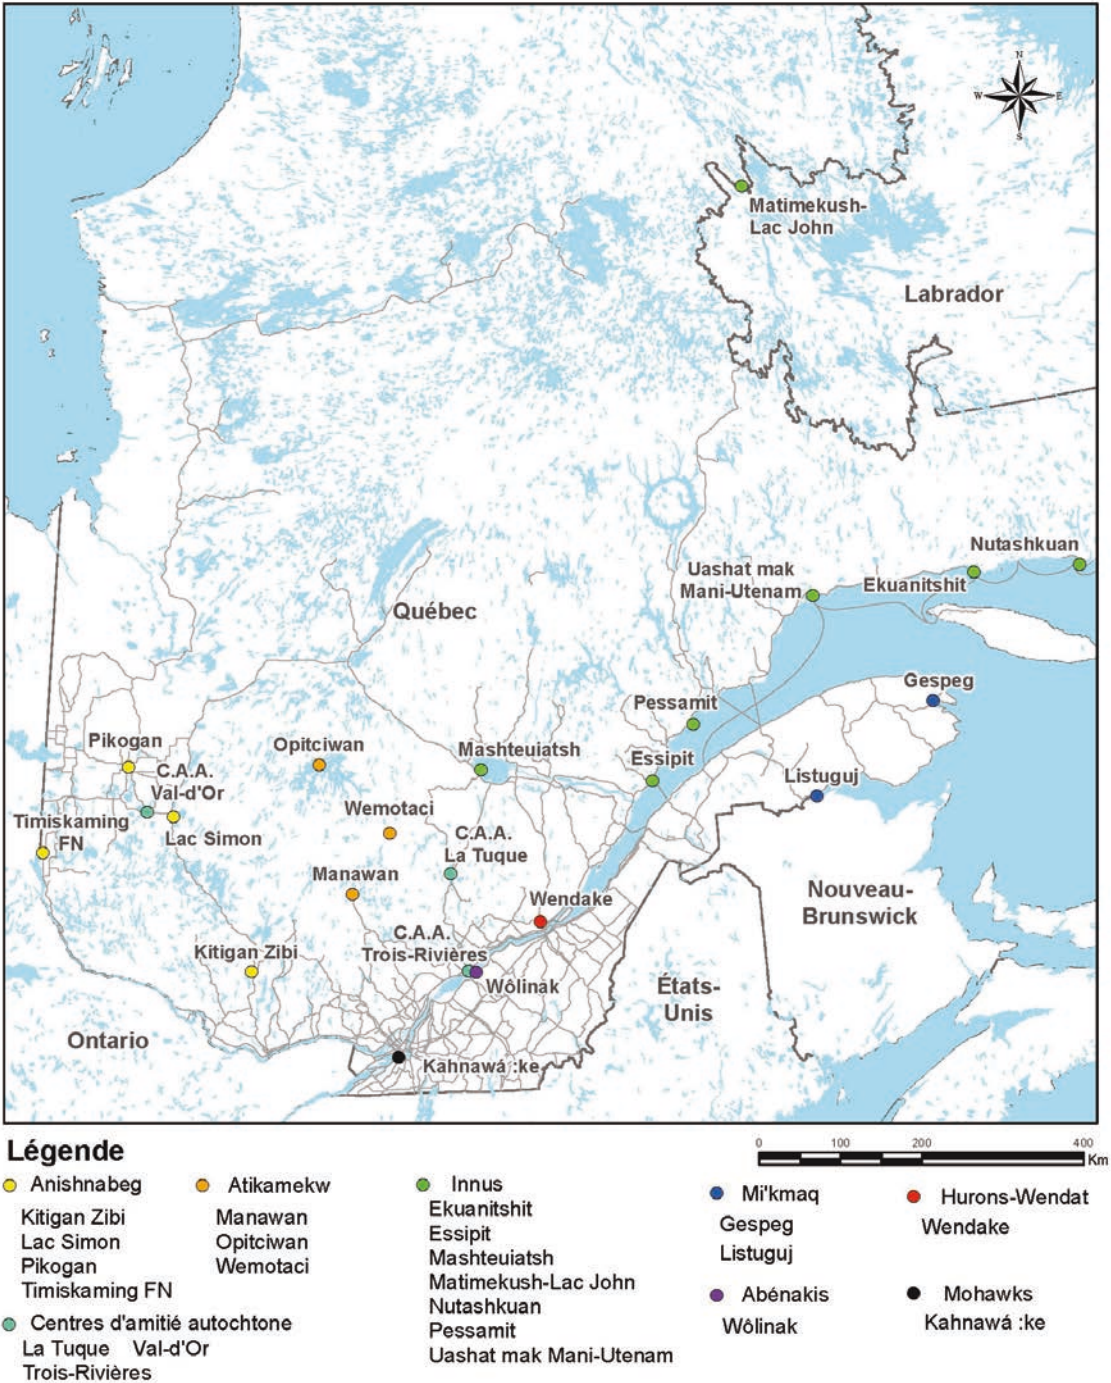 N
W
E
S
Matimekush-
Lac John
Labrador
Nutashkuan
Uashat mak
Mani-Utenam
Ekuanitshit
Québec
Gespeg
Pessamit
Pikogan
Opitciwan
Mashteuiatsh
Essipit
C.A.A.
Val-d'Or
Listuguj
Timiskaming
FN
Lac Simon
Wemotaci
C.A.A.
La Tuque
Manawan
Nouveau-
Brunswick
Wendake
C.A.A.
Trois-Rivières
Kitigan Zibi
Wôlinak
États-
Unis
Ontario
Kahnawá :ke
Légende
0 100 200 400
Km
Anishnabeg
Kitigan Zibi
Lac Simon
Pikogan
Timiskaming FN
Centres d'amitié autochtone
La Tuque Val-d'Or
Trois-Rivières
Atikamekw
Manawan
Opitciwan
Wemotaci
Innus
Ekuanitshit
Essipit
Mashteuiatsh
Matimekush-Lac John
Nutashkuan
Pessamit
Uashat mak Mani-Utenam
Mi'kmaq
Gespeg
Listuguj
Abénakis
Wôlinak
Hurons-Wendat
Wendake
Mohawks
Kahnawá :ke